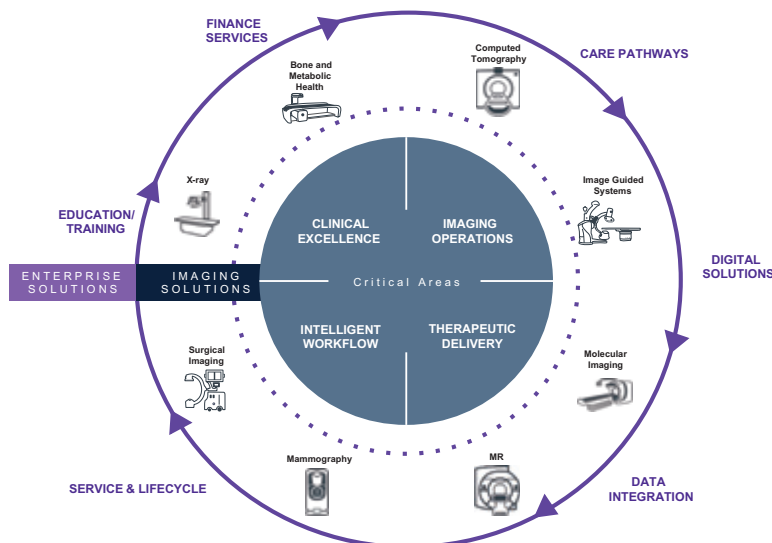 FINANCE
SERVICES
Computed
Tomography
CARE PATHWAYS
Bone and
Metabolic
Health
X-ray
Image Guided
Systems
EDUCATION/
TRAINING
CLINICAL
EXCELLENCE
IMAGING
OPERATIONS
DIGITAL
SOLUTIONS
ENTERPRISE
SOLUTIONS
IMAGING
SOLUTIONS
Critical Areas
INTELLIGENT
WORKFLOW
THERAPEUTIC
DELIVERY
Surgical
Imaging
Molecular
Imaging
Mammography
MR
SERVICE & LIFECYCLE
DATA
INTEGRATION